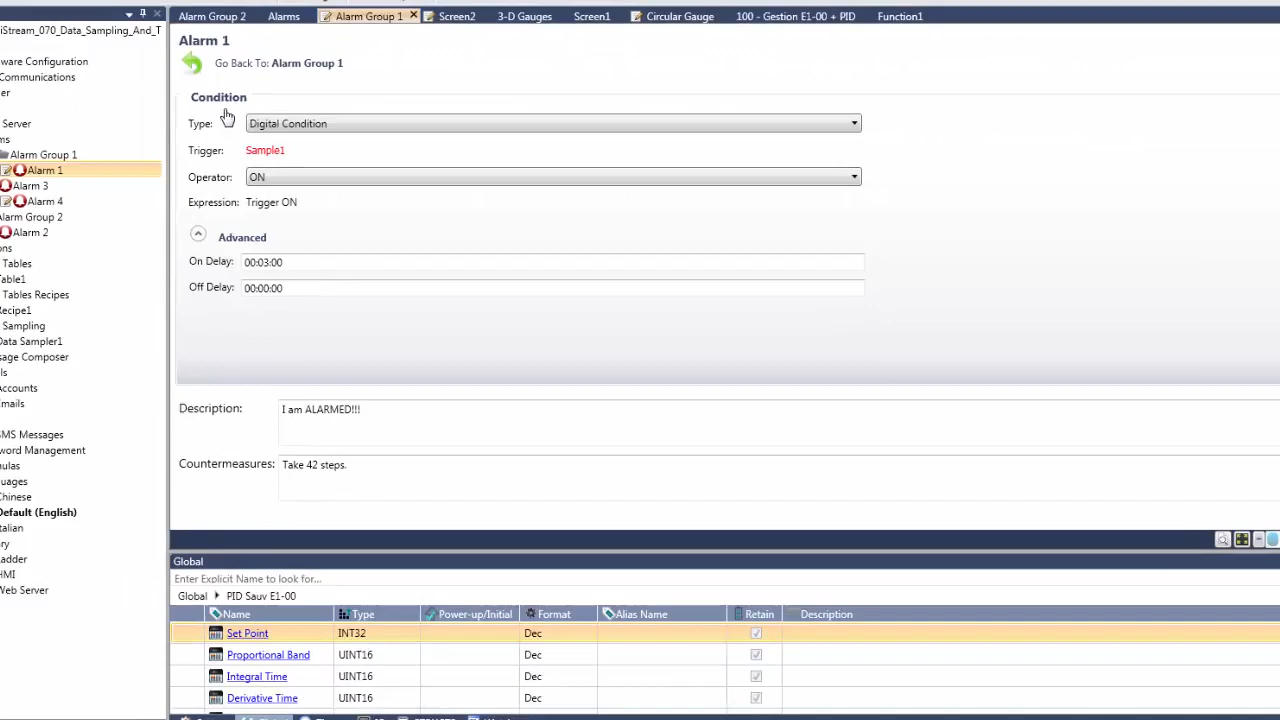 Alarm Group 2 Alarms Alarm Group 1 Screen2 3-D Gauges Screen1 Circular Gauge 100 - Gestion E1-00 + PID Function1
iStream_070_Data_Sampling_And_T
ware Configuration
Communications
er
Server
ms
Alarm Group 1
Alarm 1
Alarm 3
Alarm 4
Alarm Group 2
Alarm 2
ons
Tables
Table1
Tables Recipes
Recipe1
Sampling
Data Sampler1
sage Composer
ls
Accounts
Emails
SMS Messages
word Management
nulas
uages
Chinese
Default (English)
talian
ry
adder
HMI
Web Server
Alarm 1
Go Back To: Alarm Group 1
Condition
Type: Digital Condition
Trigger: Sample1
Operator: ON
Expression: Trigger ON
Advanced
On Delay: 00:03:00
Off Delay: 00:00:00
Description: I am ALARMED!!!
Countermeasures: Take 42 steps.
Global
Enter Explicit Name to look for...
Global PID Sauv E1-00
Name Type Power-up/Initial Format Alias Name Retain Description
Set Point INT32 Dec
Proportional Band UINT16 Dec
Integral Time UINT16 Dec
Derivative Time UINT16 Dec